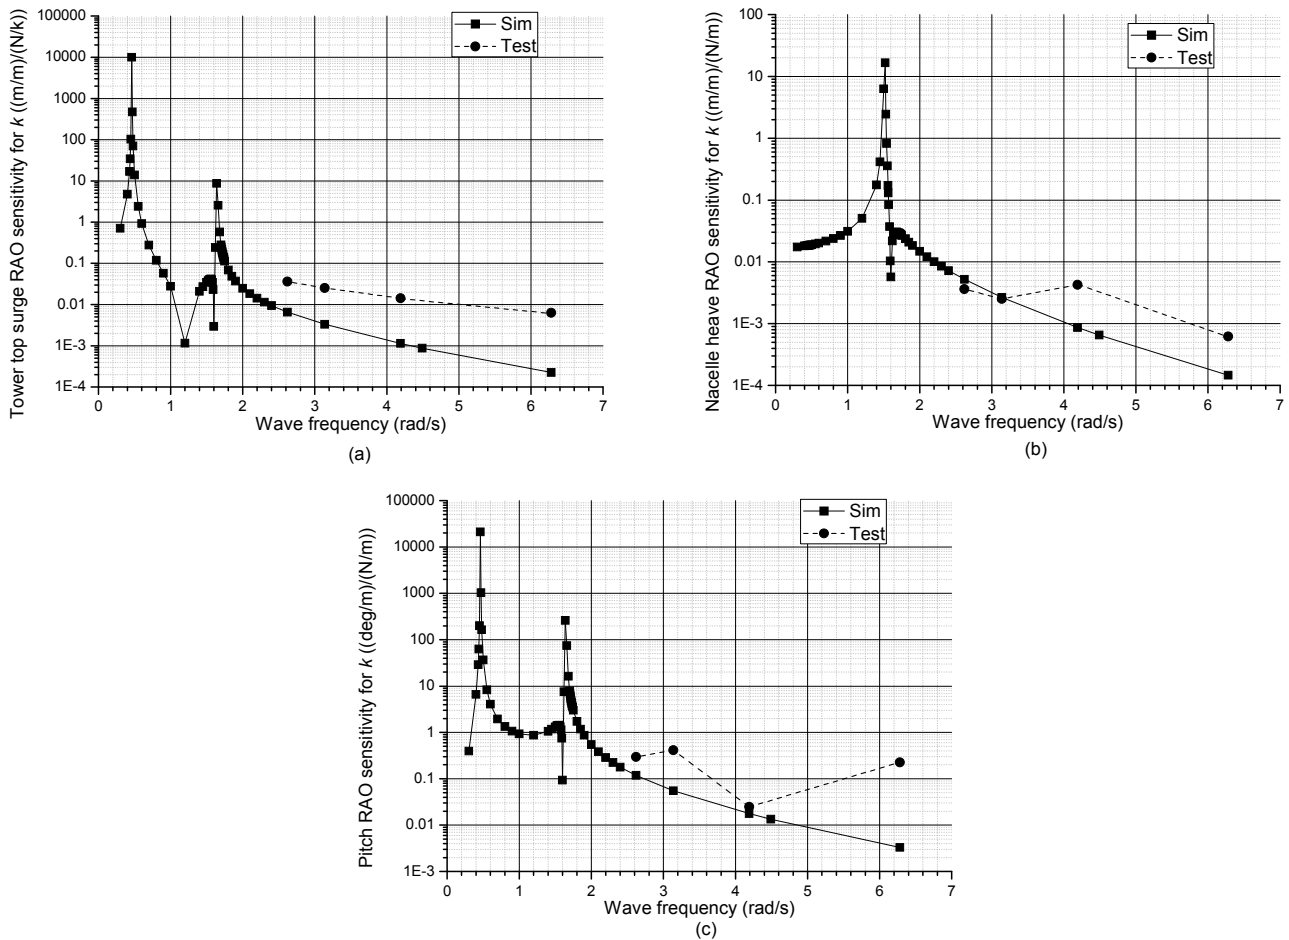 Tower top surge RAO sensitivity for k ((m/m)/(N/k))
100000
10000
1000
100
10
1
0.1
0.01
1E-3
1E-4
0 1 2 3 4 5 6 7
Wave frequency (rad/s)
Sim
Test
(a)
Nacelle heave RAO sensitivity for k ((m/m)/(N/m))
100
10
1
0.1
0.01
1E-3
1E-4
0 1 2 3 4 5 6 7
Wave frequency (rad/s)
Sim
Test
(b)
Pitch RAO sensitivity for k ((deg/m)/(N/m))
100000
10000
1000
100
10
1
0.1
0.01
1E-3
0 1 2 3 4 5 6 7
Wave frequency (rad/s)
Sim
Test
(c)